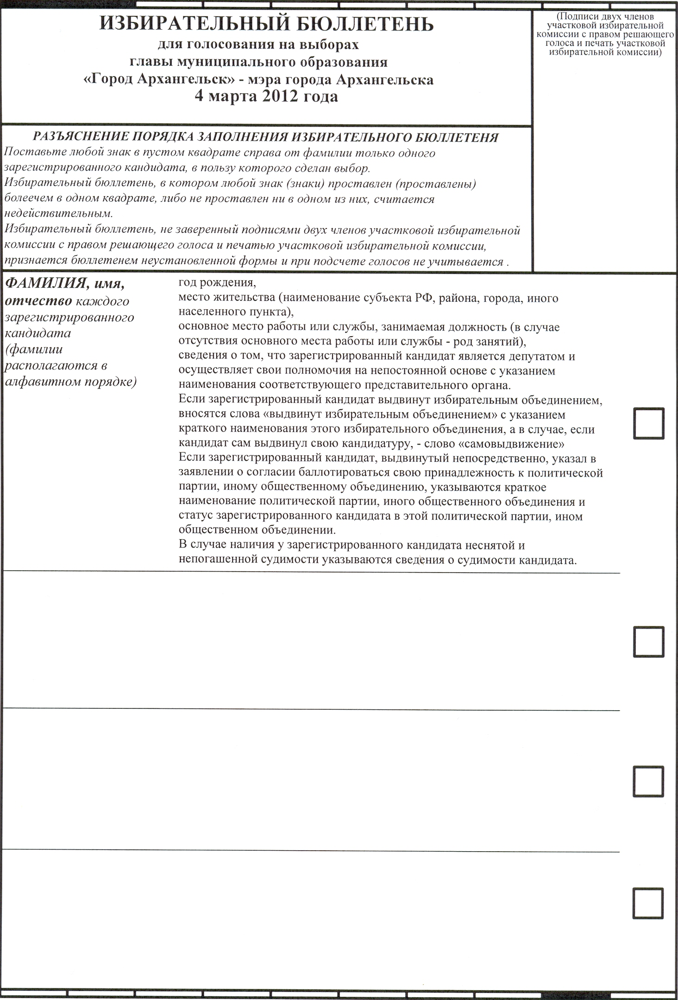 ИЗБИРАТЕЛЬНЫЙ БЮЛЛЕТЕНЬ
для голосования на выборах
главы муниципального образования
«Город Архангельск» - мэра города Архангельска
4 марта 2012 года
(Подписи двух членов
участковой избирательной
комиссии с правом решающего
голоса и печать участковой
избирательной комиссии)
РАЗЪЯСНЕНИЕ ПОРЯДКА ЗАПОЛНЕНИЯ ИЗБИРАТЕЛЬНОГО БЮЛЛЕТЕНЯ
Поставьте любой знак в пустом квадрате справа от фамилии только одного
зарегистрированного кандидата, в пользу которого сделан выбор.
Избирательный бюллетень, в котором любой знак (знаки) проставлен (проставлены)
болеечем в одном квадрате, либо не проставлен ни в одном из них, считается
недействительным.
Избирательный бюллетень, не заверенный подписями двух членов участковой избирательной
комиссии с правом решающего голоса и печатью участковой избирательной комиссии,
признается бюллетенем неустановленной формы и при подсчете голосов не учитывается .
ФАМИЛИЯ, имя,
отчество каждого
зарегистрированного
кандидата
(фамилии
располагаются в
алфавитном порядке)
год рождения,
место жительства (наименование субъекта РФ, района, города, иного
населенного пункта),
основное место работы или службы, занимаемая должность (в случае
отсутствия основного места работы или службы - род занятий),
сведения о том, что зарегистрированный кандидат является депутатом и
осуществляет свои полномочия на непостоянной основе с указанием
наименования соответствующего представительного органа.
Если зарегистрированный кандидат выдвинут избирательным объединением,
вносятся слова «выдвинут избирательным объединением» с указанием
краткого наименования этого избирательного объединения, а в случае, если
кандидат сам выдвинул свою кандидатуру, - слово «самовыдвижение»
Если зарегистрированный кандидат, выдвинутый непосредственно, указал в
заявлении о согласии баллотироваться свою принадлежность к политической
партии, иному общественному объединению, указываются краткое
наименование политической партии, иного общественного объединения и
статус зарегистрированного кандидата в этой политической партии, ином
общественном объединении.
В случае наличия у зарегистрированного кандидата неснятой и
непогашенной судимости указываются сведения о судимости кандидата.